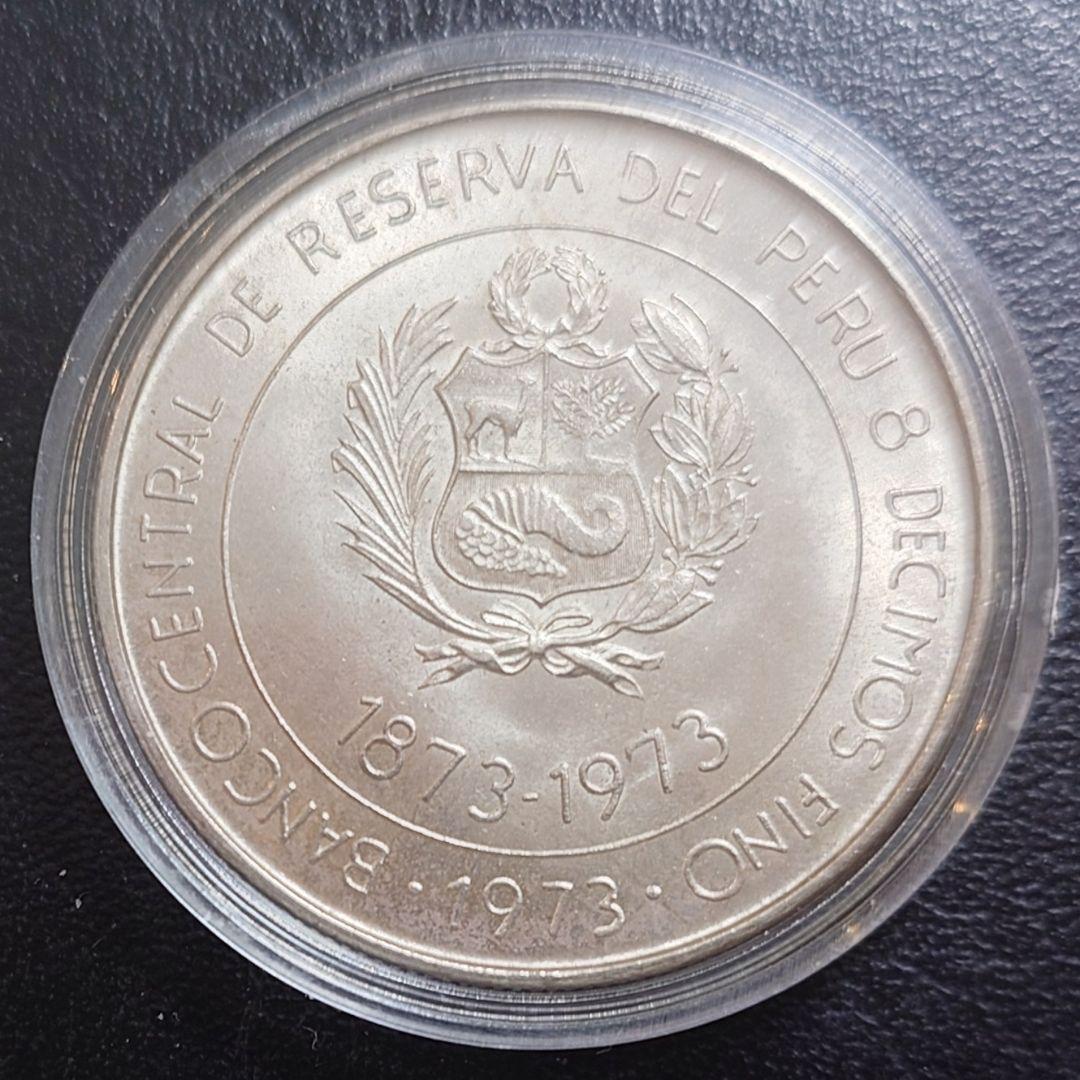 BANCO CENTRAL DE RESERVA DEL PERU 8 DECIMOS FINO
1873-1973
· 1973 ·